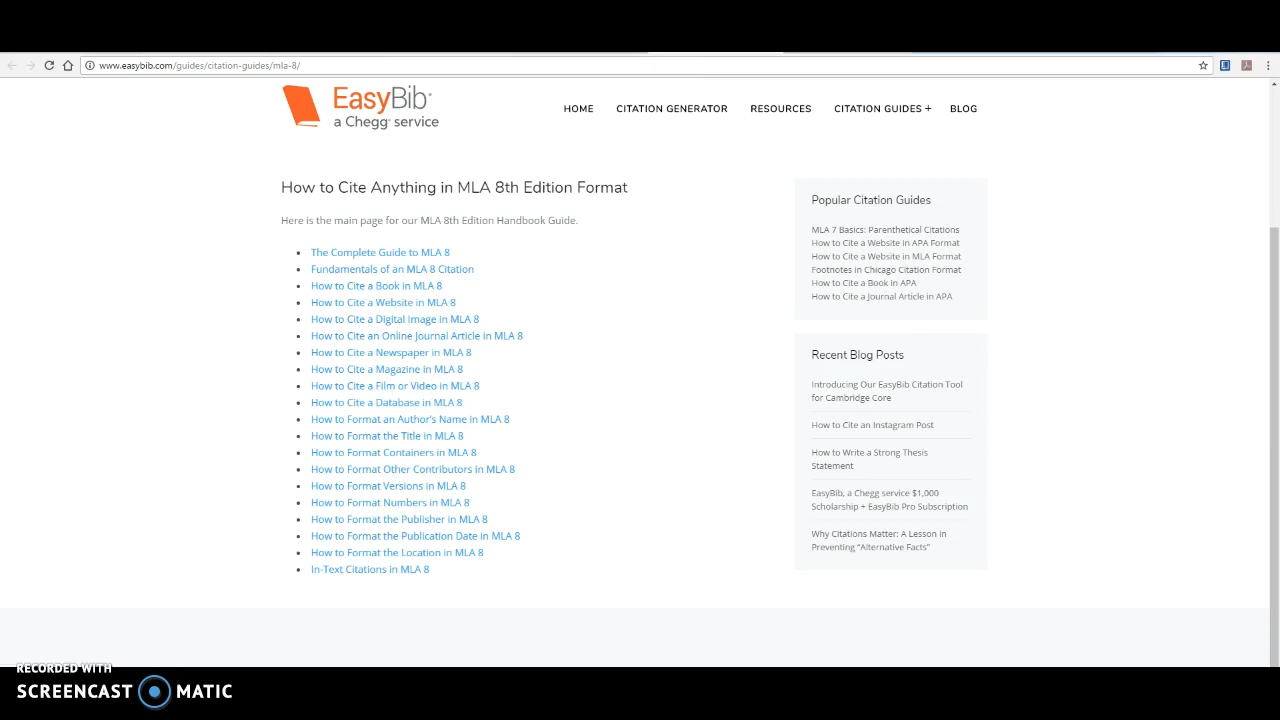 www.easybib.com/guides/citation-guides/mla-8/
EasyBib®
a Chegg® service
HOME CITATION GENERATOR RESOURCES CITATION GUIDES + BLOG
How to Cite Anything in MLA 8th Edition Format
Here is the main page for our MLA 8th Edition Handbook Guide.
The Complete Guide to MLA 8
Fundamentals of an MLA 8 Citation
How to Cite a Book in MLA 8
How to Cite a Website in MLA 8
How to Cite a Digital Image in MLA 8
How to Cite an Online Journal Article in MLA 8
How to Cite a Newspaper in MLA 8
How to Cite a Magazine in MLA 8
How to Cite a Film or Video in MLA 8
How to Cite a Database in MLA 8
How to Format an Author's Name in MLA 8
How to Format the Title in MLA 8
How to Format Containers in MLA 8
How to Format Other Contributors in MLA 8
How to Format Versions in MLA 8
How to Format Numbers in MLA 8
How to Format the Publisher in MLA 8
How to Format the Publication Date in MLA 8
How to Format the Location in MLA 8
In-Text Citations in MLA 8
Popular Citation Guides
MLA 7 Basics: Parenthetical Citations
How to Cite a Website in APA Format
How to Cite a Website in MLA Format
Footnotes in Chicago Citation Format
How to Cite a Book in APA
How to Cite a Journal Article in APA
Recent Blog Posts
Introducing Our EasyBib Citation Tool
for Cambridge Core
How to Cite an Instagram Post
How to Write a Strong Thesis
Statement
EasyBib, a Chegg service $1,000
Scholarship + EasyBib Pro Subscription
Why Citations Matter: A Lesson in
Preventing “Alternative Facts”
RECORDED WITH
SCREENCAST MATIC